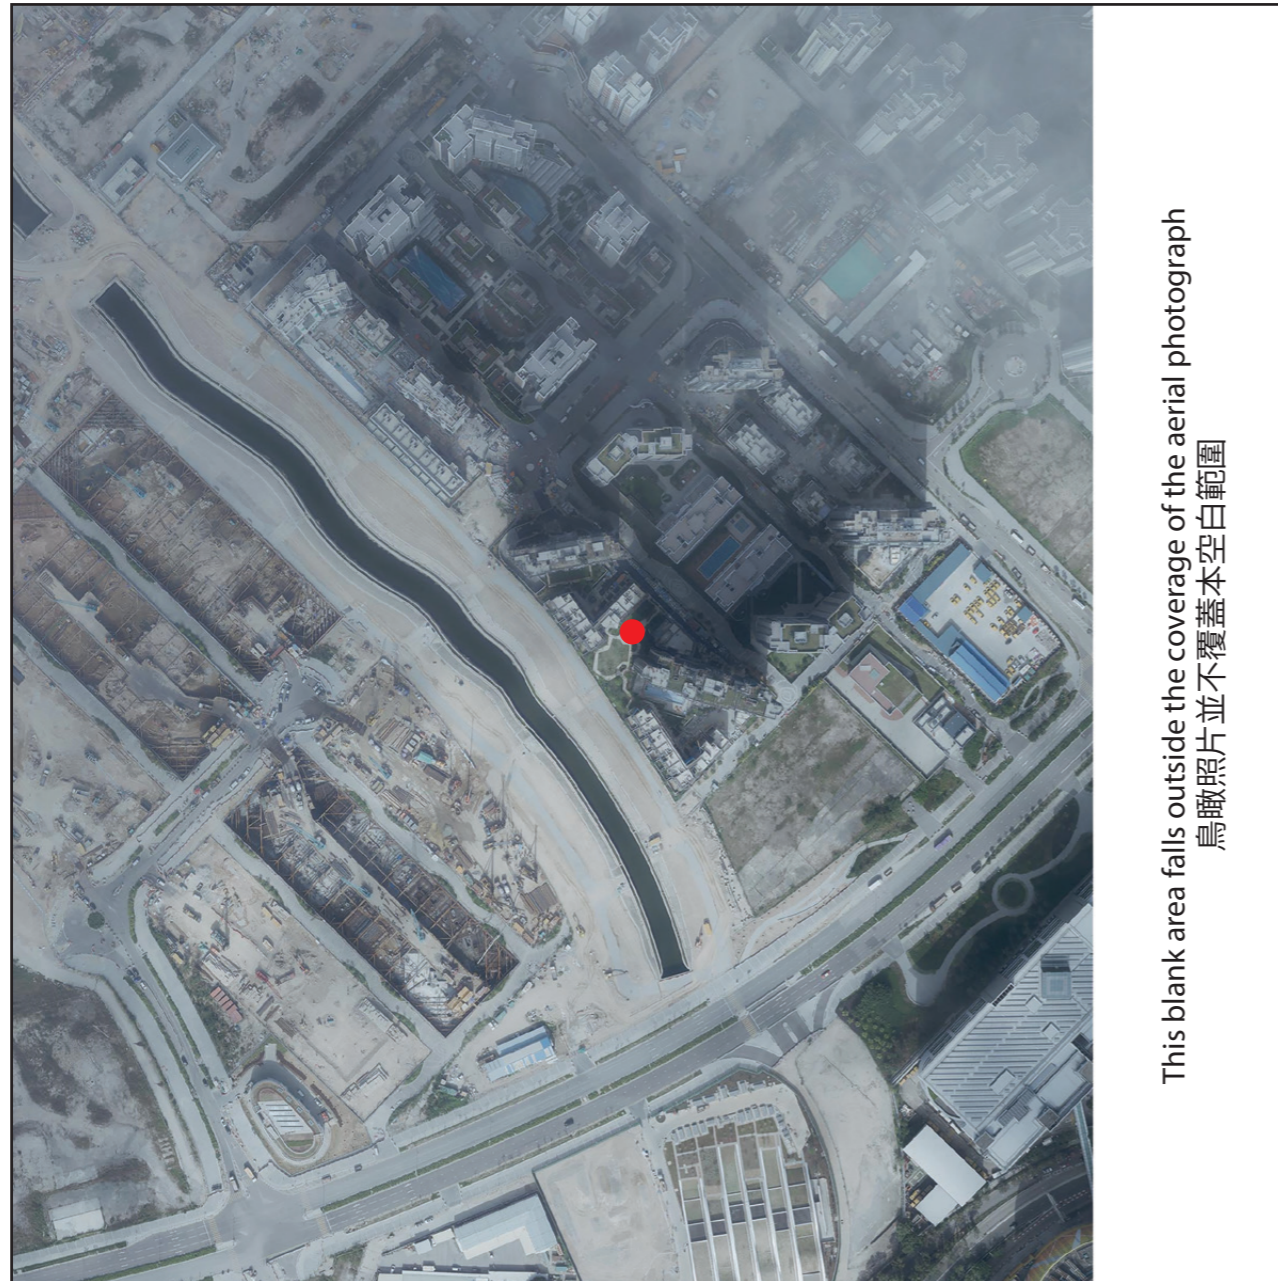 This blank area falls outside the coverage of the aerial photograph
鳥瞰照片並不覆蓋本空白範圍